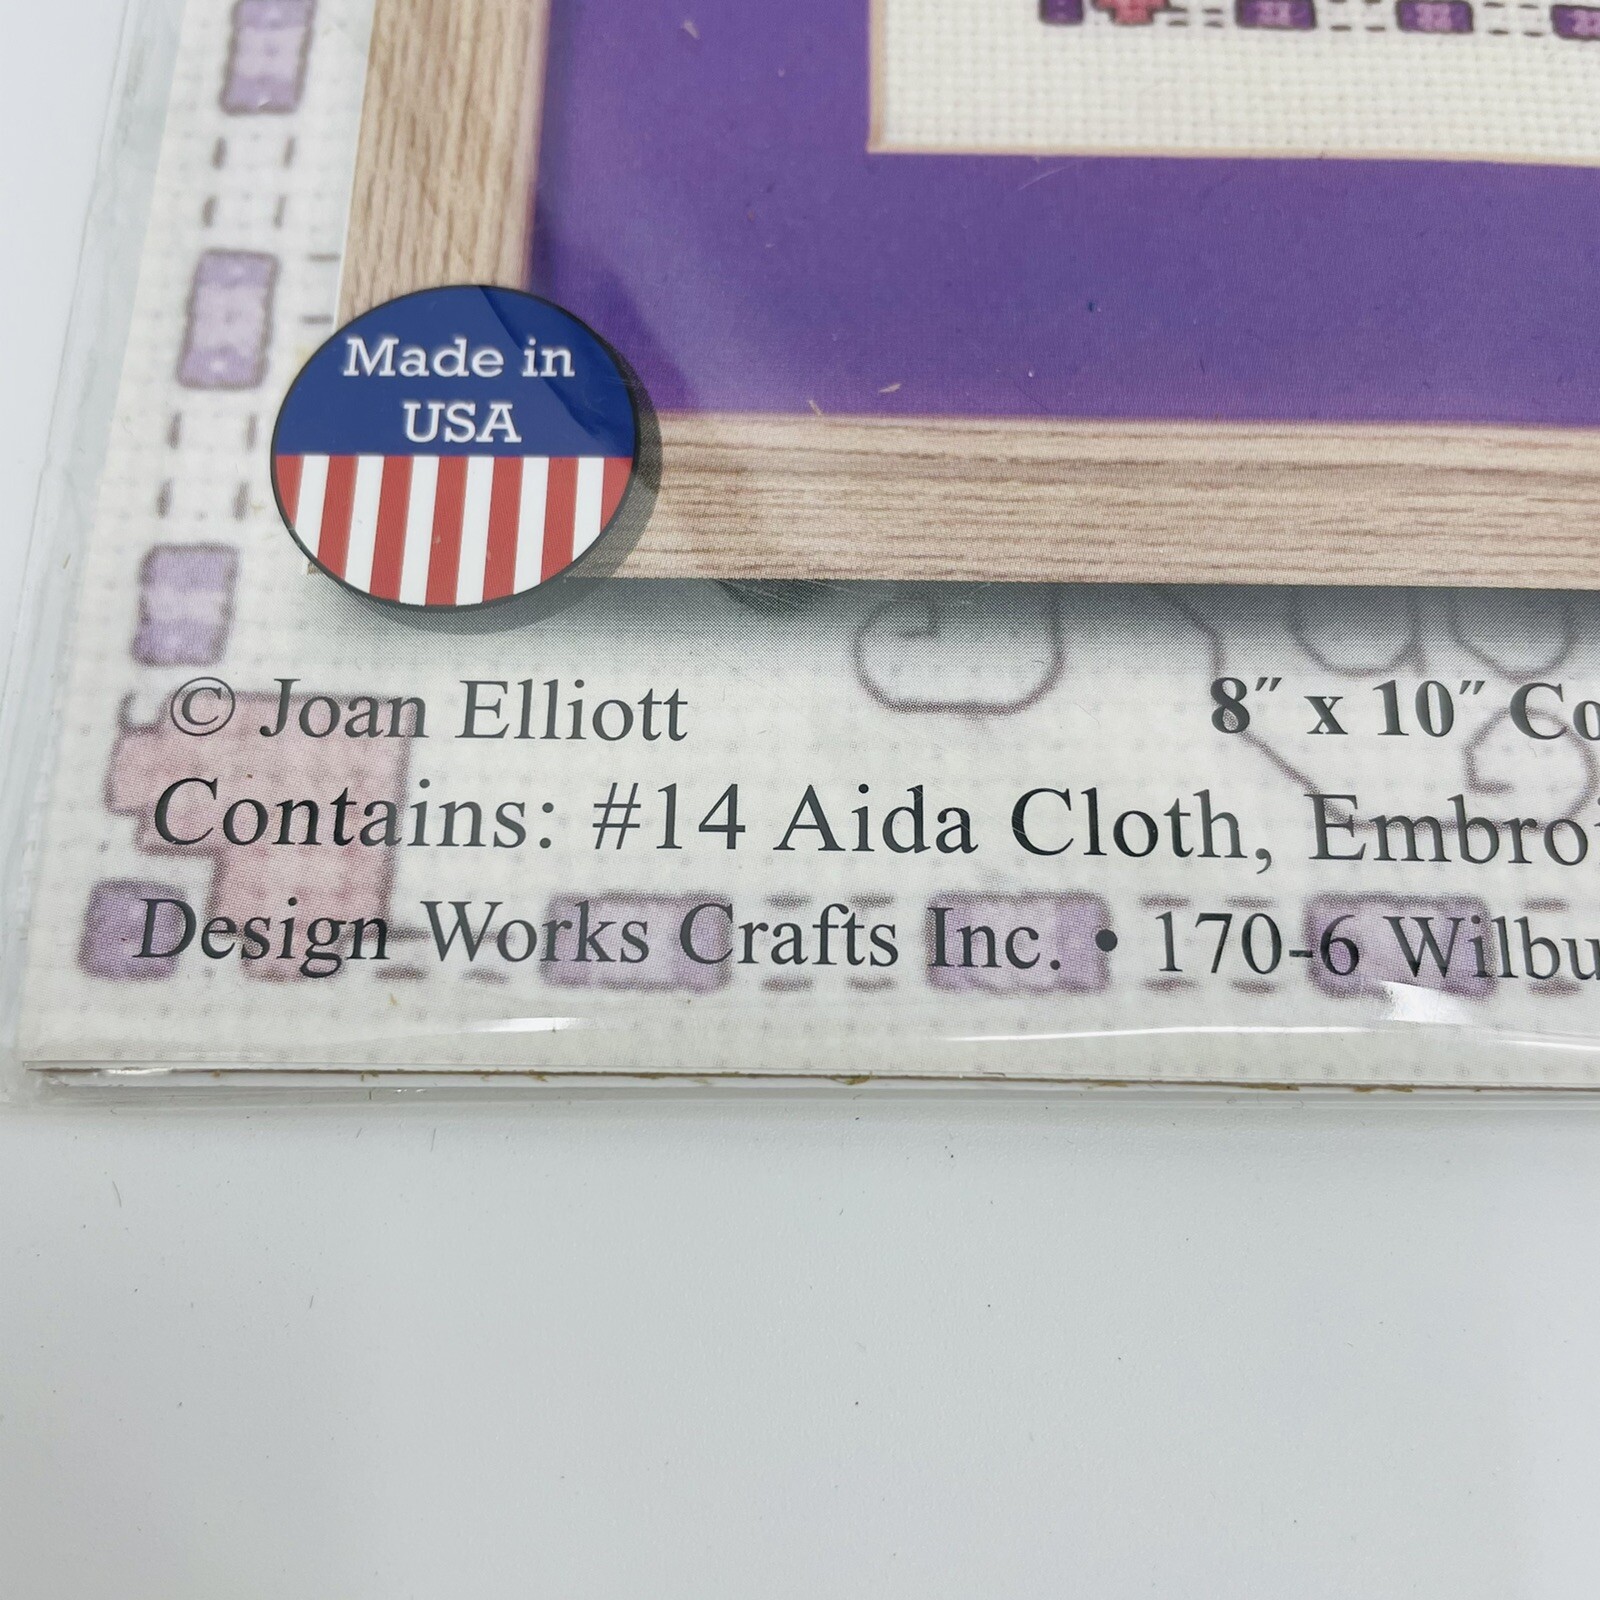 Made in
USA
© Joan Elliott
8″ x 10″
Contains: #14 Aida Cloth,
Design Works Crafts Inc. • 170-6